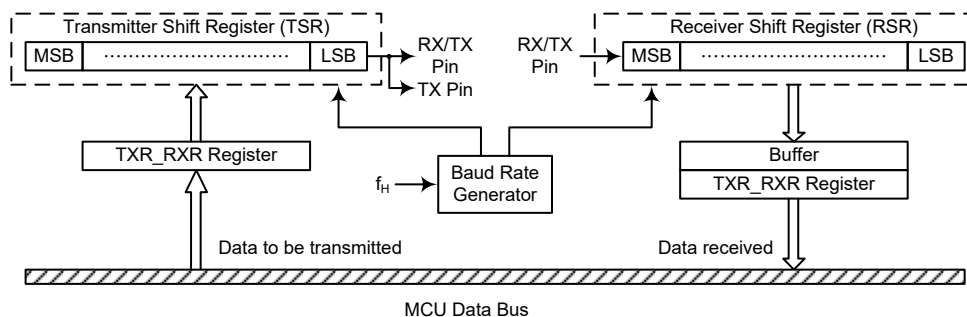 Transmitter Shift Register (TSR)
MSB ………………………… LSB
RX/TX
Pin
TX Pin
RX/TX
Pin
Receiver Shift Register (RSR)
MSB ………………………… LSB
TXR_RXR Register
fH
Baud Rate
Generator
Buffer
TXR_RXR Register
Data to be transmitted
Data received
MCU Data Bus